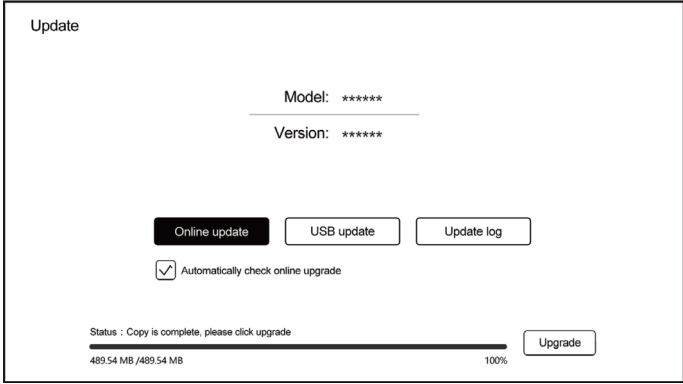 Update
Model: ******
Version: ******
Online update
USB update
Update log
Automatically check online upgrade
Status : Copy is complete, please click upgrade
Upgrade
489.54 MB /489.54 MB
100%